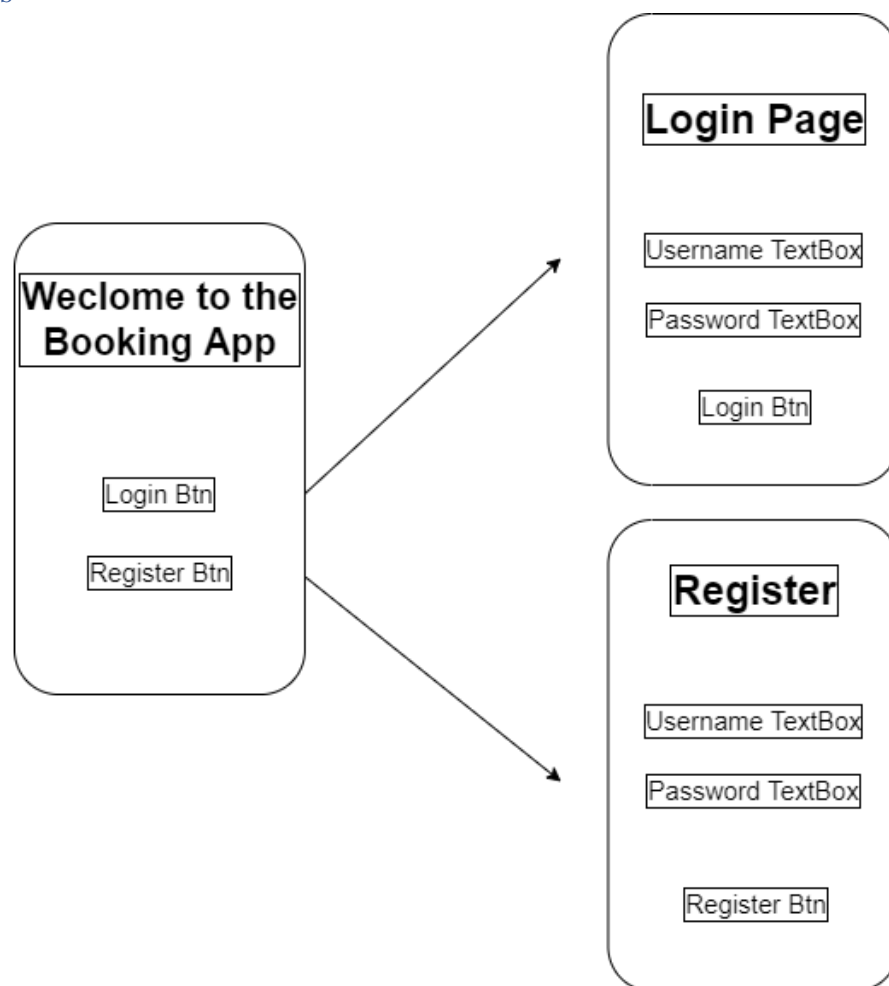 Weclome to the
Booking App
Login Btn
Register Btn
Login Page
Username TextBox
Password TextBox
Login Btn
Register
Username TextBox
Password TextBox
Register Btn